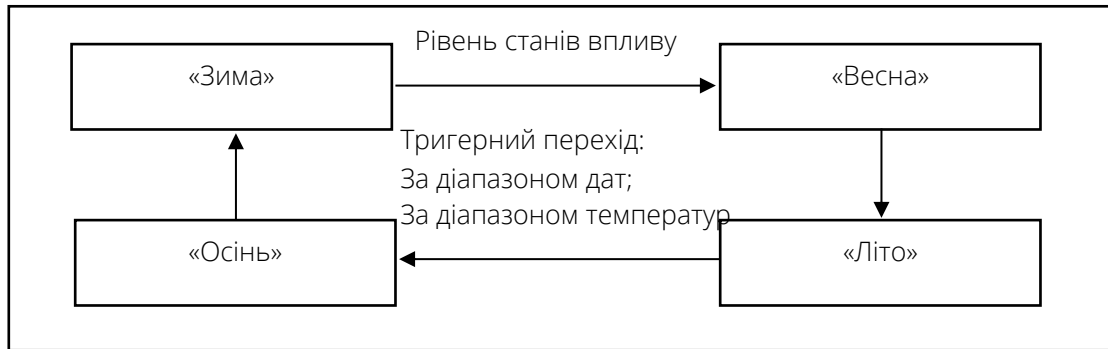 Рівень станів впливу
«Зима»
«Весна»
Тригерний перехід:
За діапазоном дат;
За діапазоном температур
«Осінь»
«Літо»